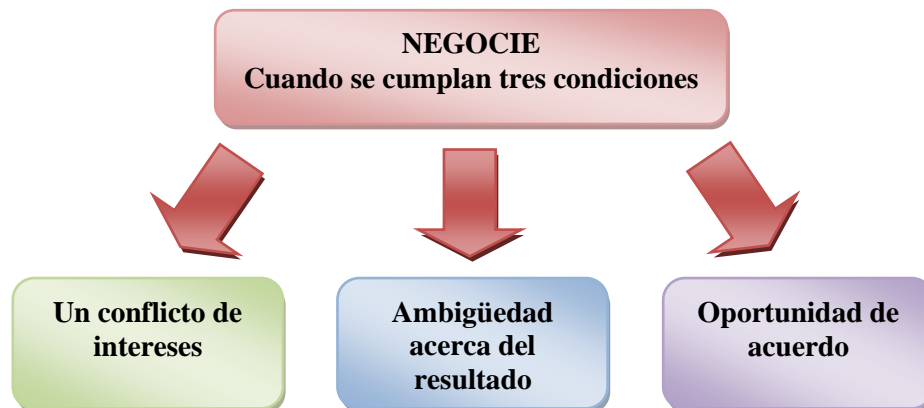 NEGOCIE
Cuando se cumplan tres condiciones
Un conflicto de
intereses
Ambigüedad
acerca del
resultado
Oportunidad de
acuerdo